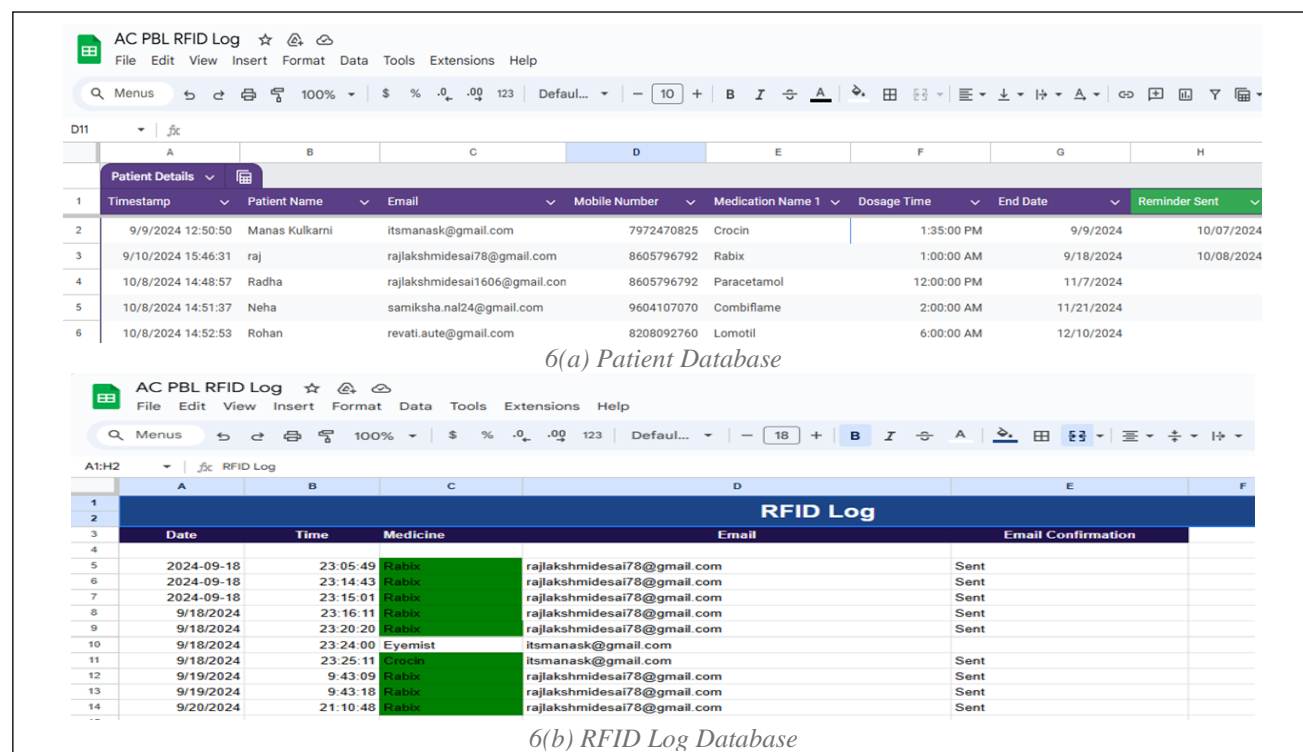 AC PBL RFID Log
File Edit View Insert Format Data Tools Extensions Help
Menus 100% $ % .0 .00 123 Defaul... − 10 + B I A
D11 fx
A B C D E F G H
Patient Details
1 Timestamp Patient Name Email Mobile Number Medication Name 1 Dosage Time End Date Reminder Sent
2 9/9/2024 12:50:50 Manas Kulkarni itsmanask@gmail.com 7972470825 Crocin 1:35:00 PM 9/9/2024 10/07/2024
3 9/10/2024 15:46:31 raj rajlakshmidesai78@gmail.com 8605796792 Rabix 1:00:00 AM 9/18/2024 10/08/2024
4 10/8/2024 14:48:57 Radha rajlakshmidesai1606@gmail.con 8605796792 Paracetamol 12:00:00 PM 11/7/2024
5 10/8/2024 14:51:37 Neha samiksha.nal24@gmail.com 9604107070 Combiflame 2:00:00 AM 11/21/2024
6 10/8/2024 14:52:53 Rohan revati.aute@gmail.com 8208092760 Lomotil 6:00:00 AM 12/10/2024
6(a) Patient Database
AC PBL RFID Log
File Edit View Insert Format Data Tools Extensions Help
Menus 100% $ % .0 .00 123 Defaul... − 18 + B I A
A1:H2 fx RFID Log
A B C D E F
1
2 RFID Log
3 Date Time Medicine Email Email Confirmation
4
5 2024-09-18 23:05:49 Rabix rajlakshmidesai78@gmail.com Sent
6 2024-09-18 23:14:43 Rabix rajlakshmidesai78@gmail.com Sent
7 2024-09-18 23:15:01 Rabix rajlakshmidesai78@gmail.com Sent
8 9/18/2024 23:16:11 Rabix rajlakshmidesai78@gmail.com Sent
9 9/18/2024 23:20:20 Rabix rajlakshmidesai78@gmail.com Sent
10 9/18/2024 23:24:00 Eyemist itsmanask@gmail.com
11 9/18/2024 23:25:11 Crocin itsmanask@gmail.com Sent
12 9/19/2024 9:43:09 Rabix rajlakshmidesai78@gmail.com Sent
13 9/19/2024 9:43:18 Rabix rajlakshmidesai78@gmail.com Sent
14 9/20/2024 21:10:48 Rabix rajlakshmidesai78@gmail.com Sent
6(b) RFID Log Database